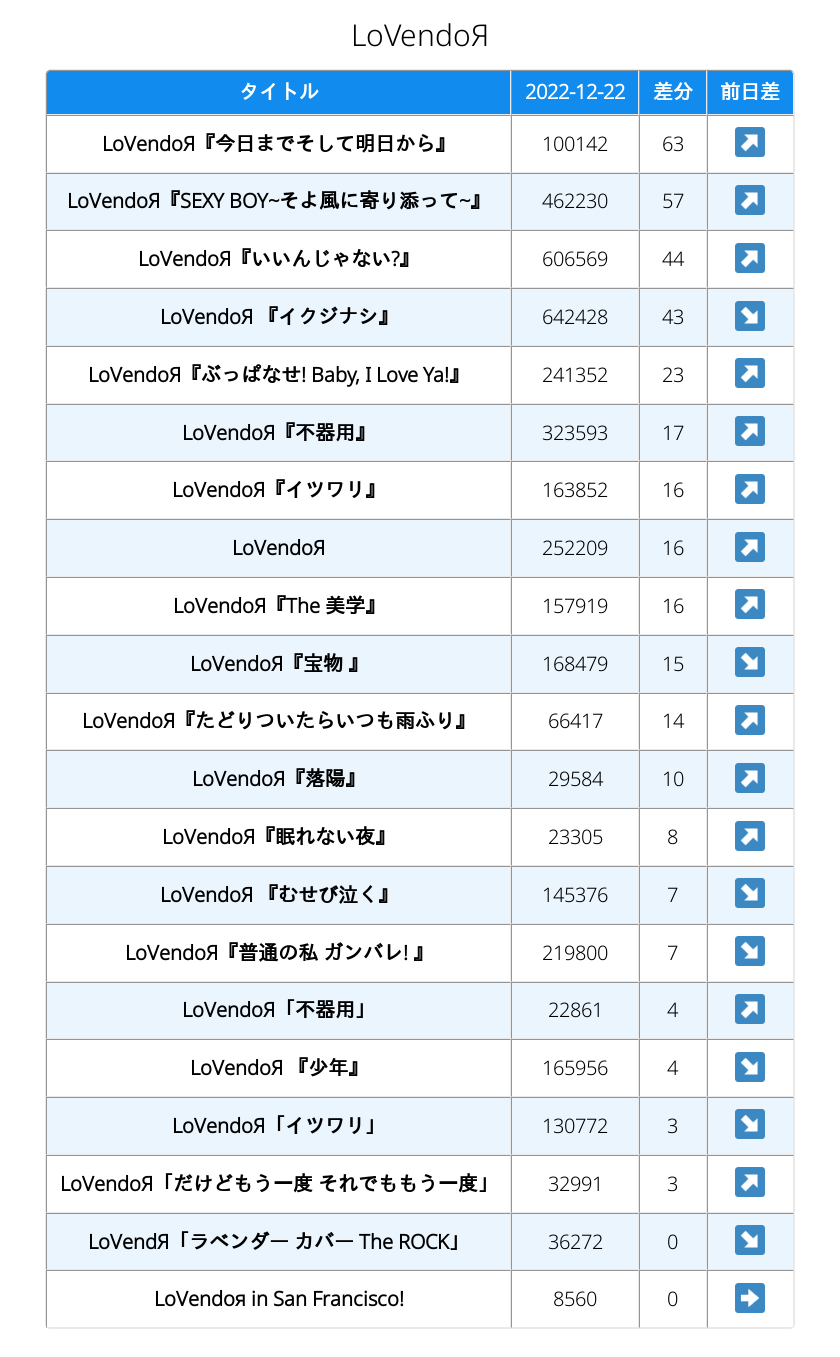 LoVendoЯ
タイトル 2022-12-22 差分 前日差
LoVendoЯ『今日までそして明日から』 100142 63 ↗
LoVendoЯ『SEXY BOY~そよ風に寄り添って~』 462230 57 ↗
LoVendoЯ『いいんじゃない?』 606569 44 ↗
LoVendoЯ 『イクジナシ』 642428 43 ↘
LoVendoЯ『ぶっぱなせ! Baby, I Love Ya!』 241352 23 ↗
LoVendoЯ『不器用』 323593 17 ↗
LoVendoЯ『イツワリ』 163852 16 ↗
LoVendoЯ 252209 16 ↗
LoVendoЯ『The 美学』 157919 16 ↗
LoVendoЯ『宝物 』 168479 15 ↘
LoVendoЯ『たどりついたらいつも雨ふり』 66417 14 ↗
LoVendoЯ『落陽』 29584 10 ↗
LoVendoЯ『眠れない夜』 23305 8 ↗
LoVendoЯ 『むせび泣く』 145376 7 ↘
LoVendoЯ『普通の私 ガンバレ! 』 219800 7 ↘
LoVendoЯ「不器用」 22861 4 ↗
LoVendoЯ 『少年』 165956 4 ↘
LoVendoЯ「イツワリ」 130772 3 ↘
LoVendoЯ「だけどもう一度 それでももう一度」 32991 3 ↗
LoVendЯ「ラベンダー カバー The ROCK」 36272 0 ↘
LoVendoя in San Francisco! 8560 0 ➡